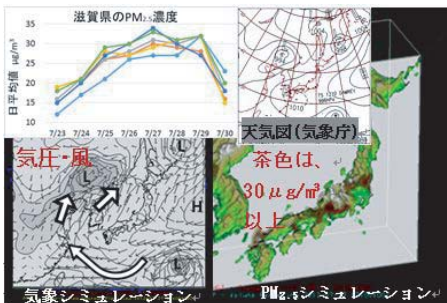 滋賀県のPM₂.₅濃度
日平均値 μg/m³
35
30
25
20
15
10
7/23 7/24 7/25 7/26 7/27 7/28 7/29 7/30
1004
1010
天気図(気象庁)
気圧・風
L
L
H
L
気象シミュレーション
茶色は、
30μg/m³
以上
PM₂.₅シミュレーション